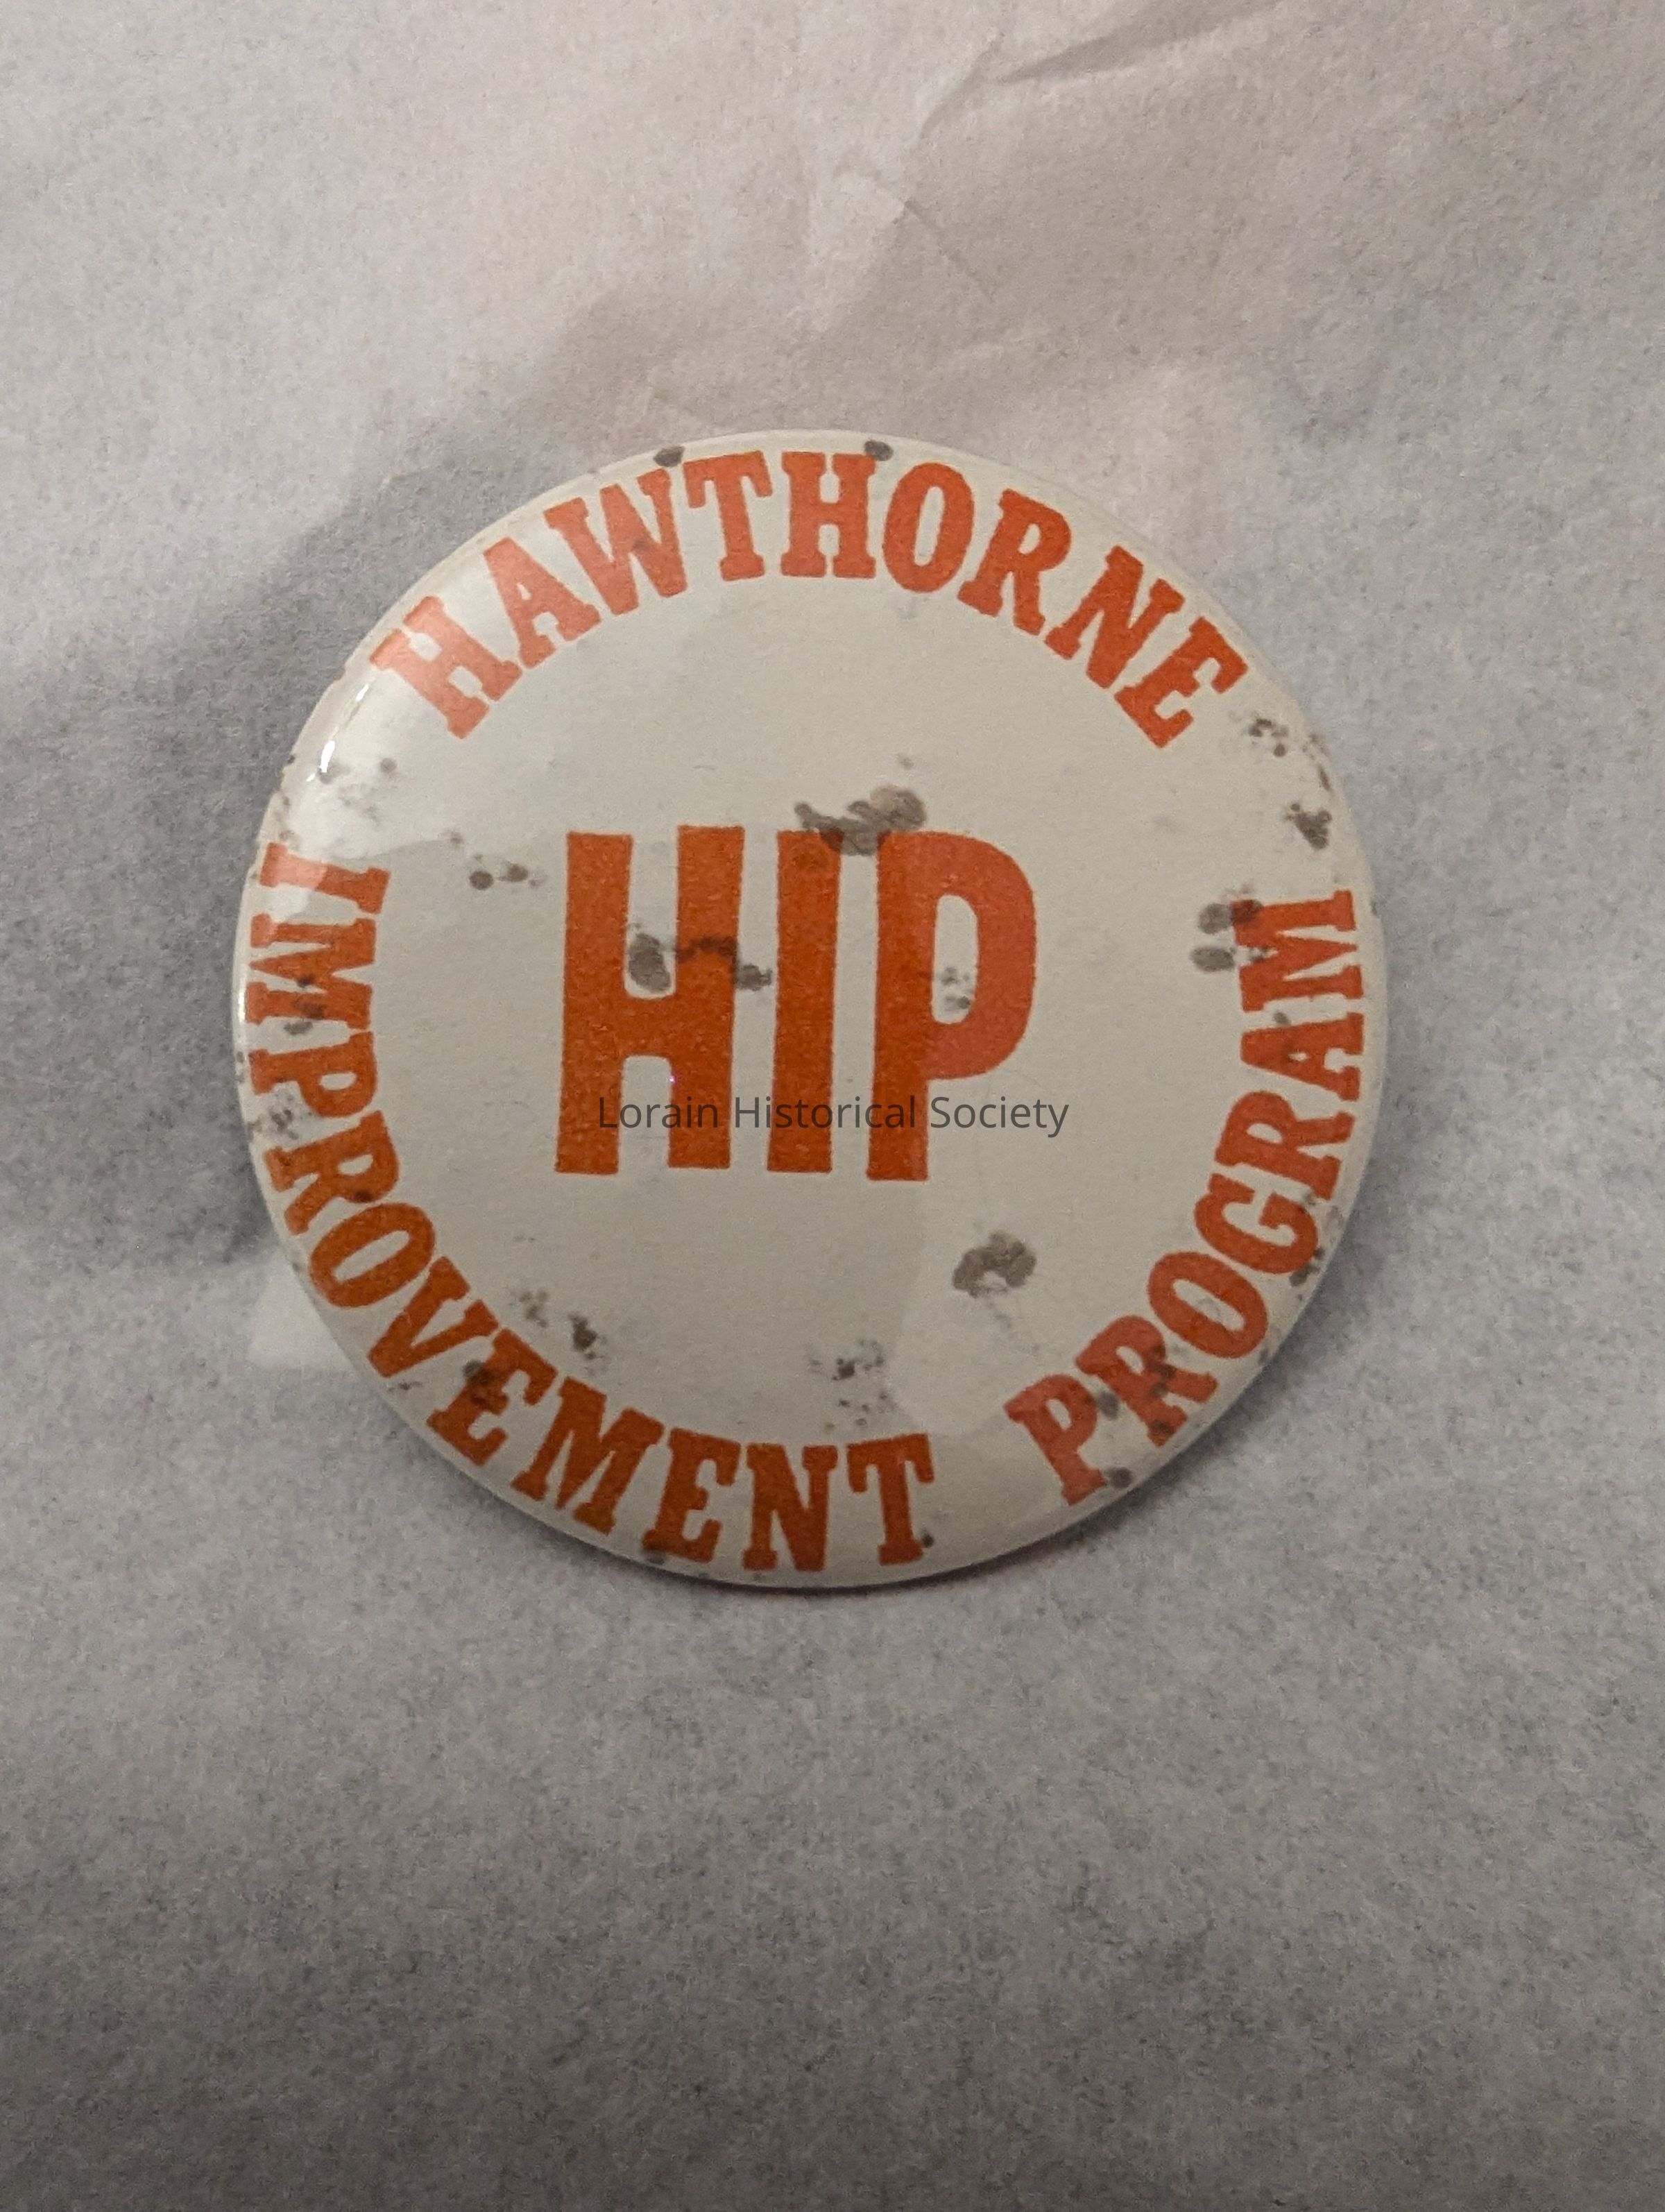 HAWTHORNE
HIP
IMPROVEMENT PROGRAM
Lorain Historical Society